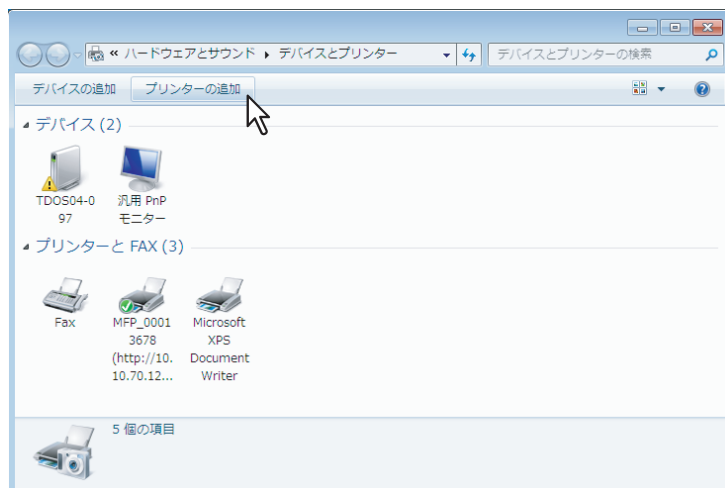 « ハードウェアとサウンド ▸ デバイスとプリンター
デバイスとプリンターの検索
デバイスの追加 プリンターの追加
デバイス (2)
TDOS04-0
97
汎用 PnP
モニター
プリンターと FAX (3)
Fax
MFP_0001
3678
(http://10.
10.70.12...
Microsoft
XPS
Document
Writer
5 個の項目